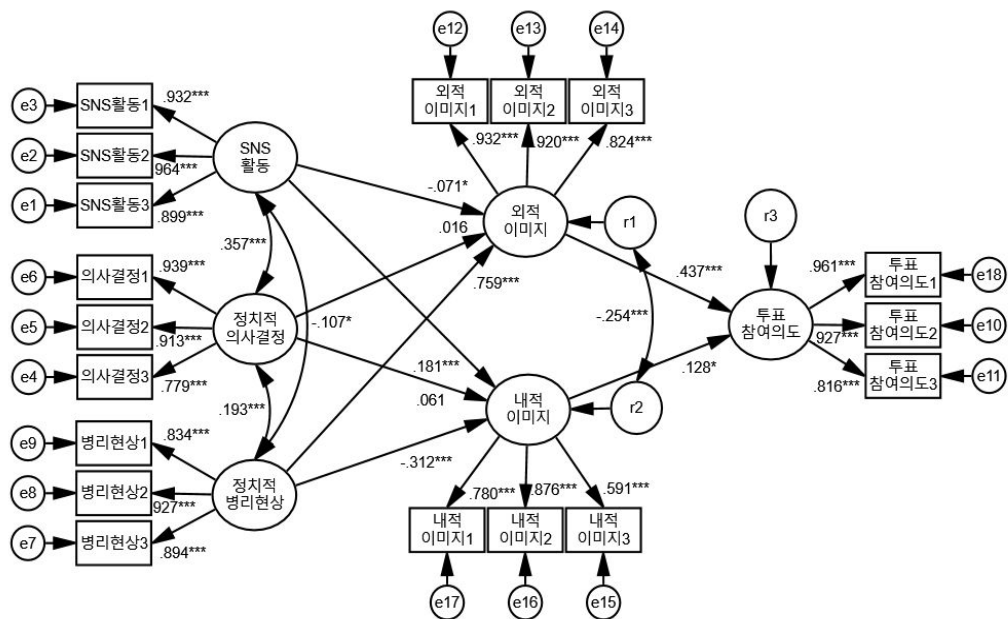 e12
e13
e14
외적
이미지1
외적
이미지2
외적
이미지3
.932***
.920***
.824***
e3
SNS활동1
.932***
e2
SNS활동2
964***
e1
SNS활동3
.899***
SNS
활동
-.071*
외적
이미지
r1
.016
.357***
.759***
e6
의사결정1
.939***
e5
의사결정2
.913***
e4
의사결정3
.779***
정치적
의사결정
-.107*
.181***
.061
.193***
.437***
-.254***
.128*
r3
투표
참여의도
.961***
투표
참여의도1
e18
927***
투표
참여의도2
e10
.816***
투표
참여의도3
e11
내적
이미지
r2
e9
병리현상1
.834***
e8
병리현상2
927***
e7
병리현상3
.894***
정치적
병리현상
-.312***
.780***
.876***
.591***
내적
이미지1
내적
이미지2
내적
이미지3
e17
e16
e15